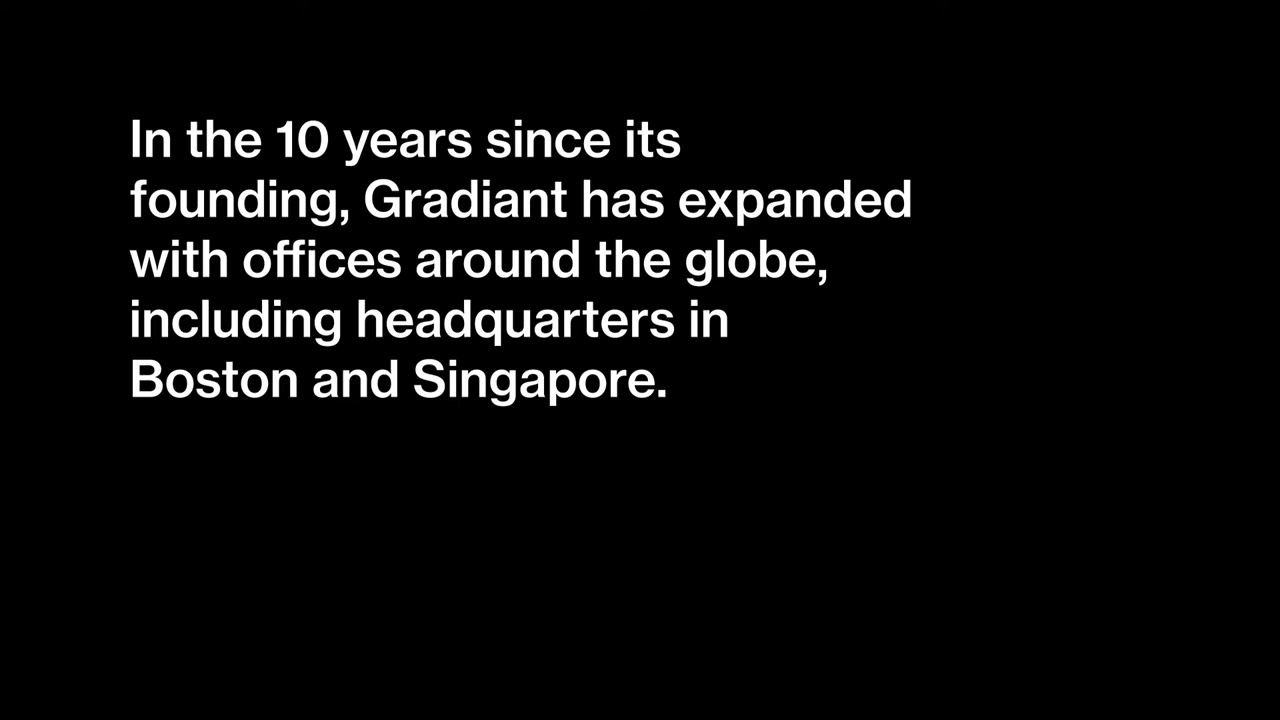 In the 10 years since its
founding, Gradiant has expanded
with offices around the globe,
including headquarters in
Boston and Singapore.